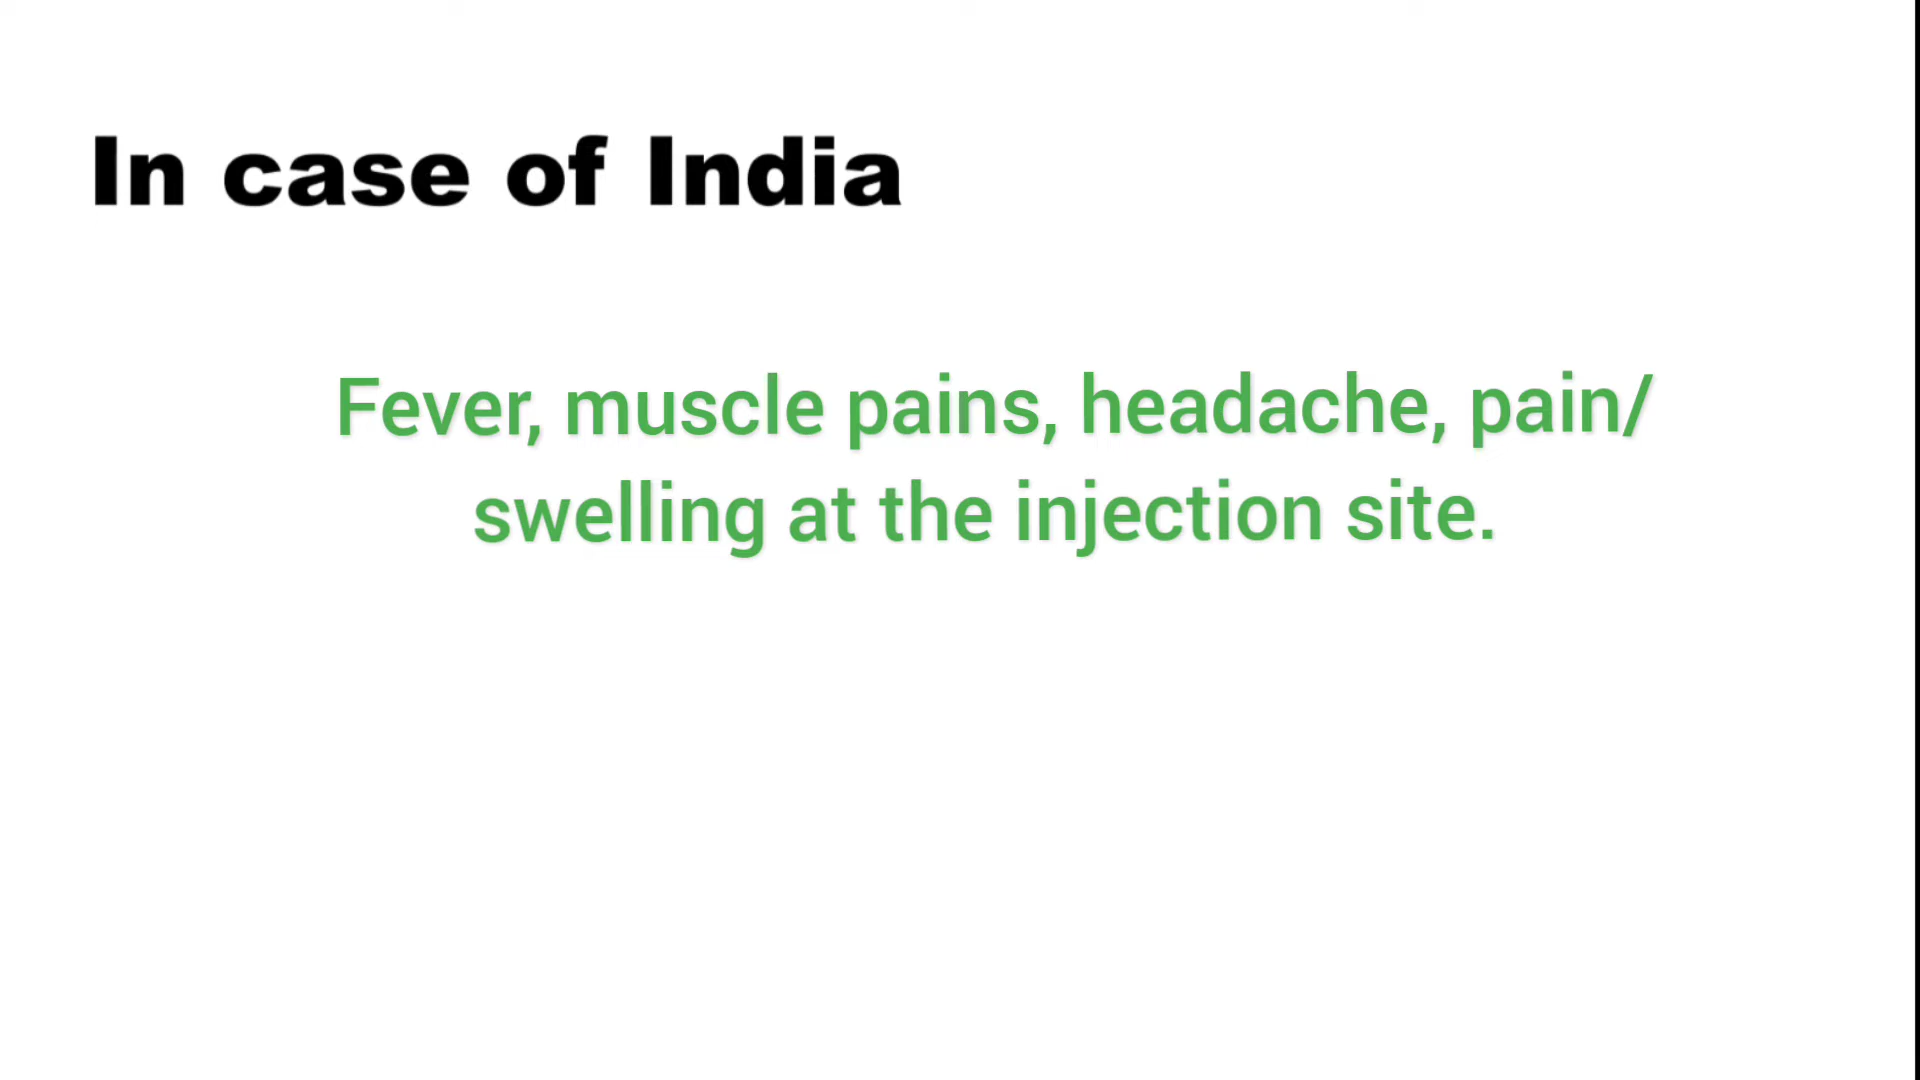 In case of India
Fever, muscle pains, headache, pain/
swelling at the injection site.